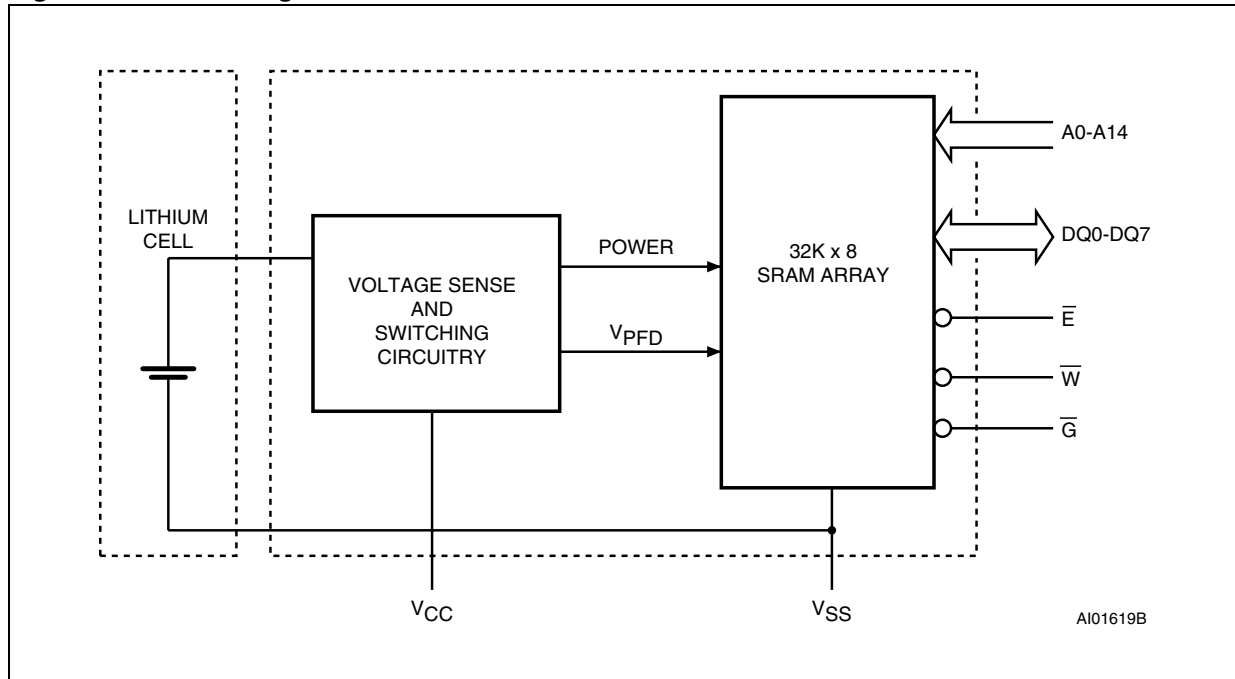 LITHIUM
CELL
VOLTAGE SENSE
AND
SWITCHING
CIRCUITRY
POWER
VPFD
32K x 8
SRAM ARRAY
A0-A14
DQ0-DQ7
E̅
W̅
G̅
VCC
VSS
AI01619B